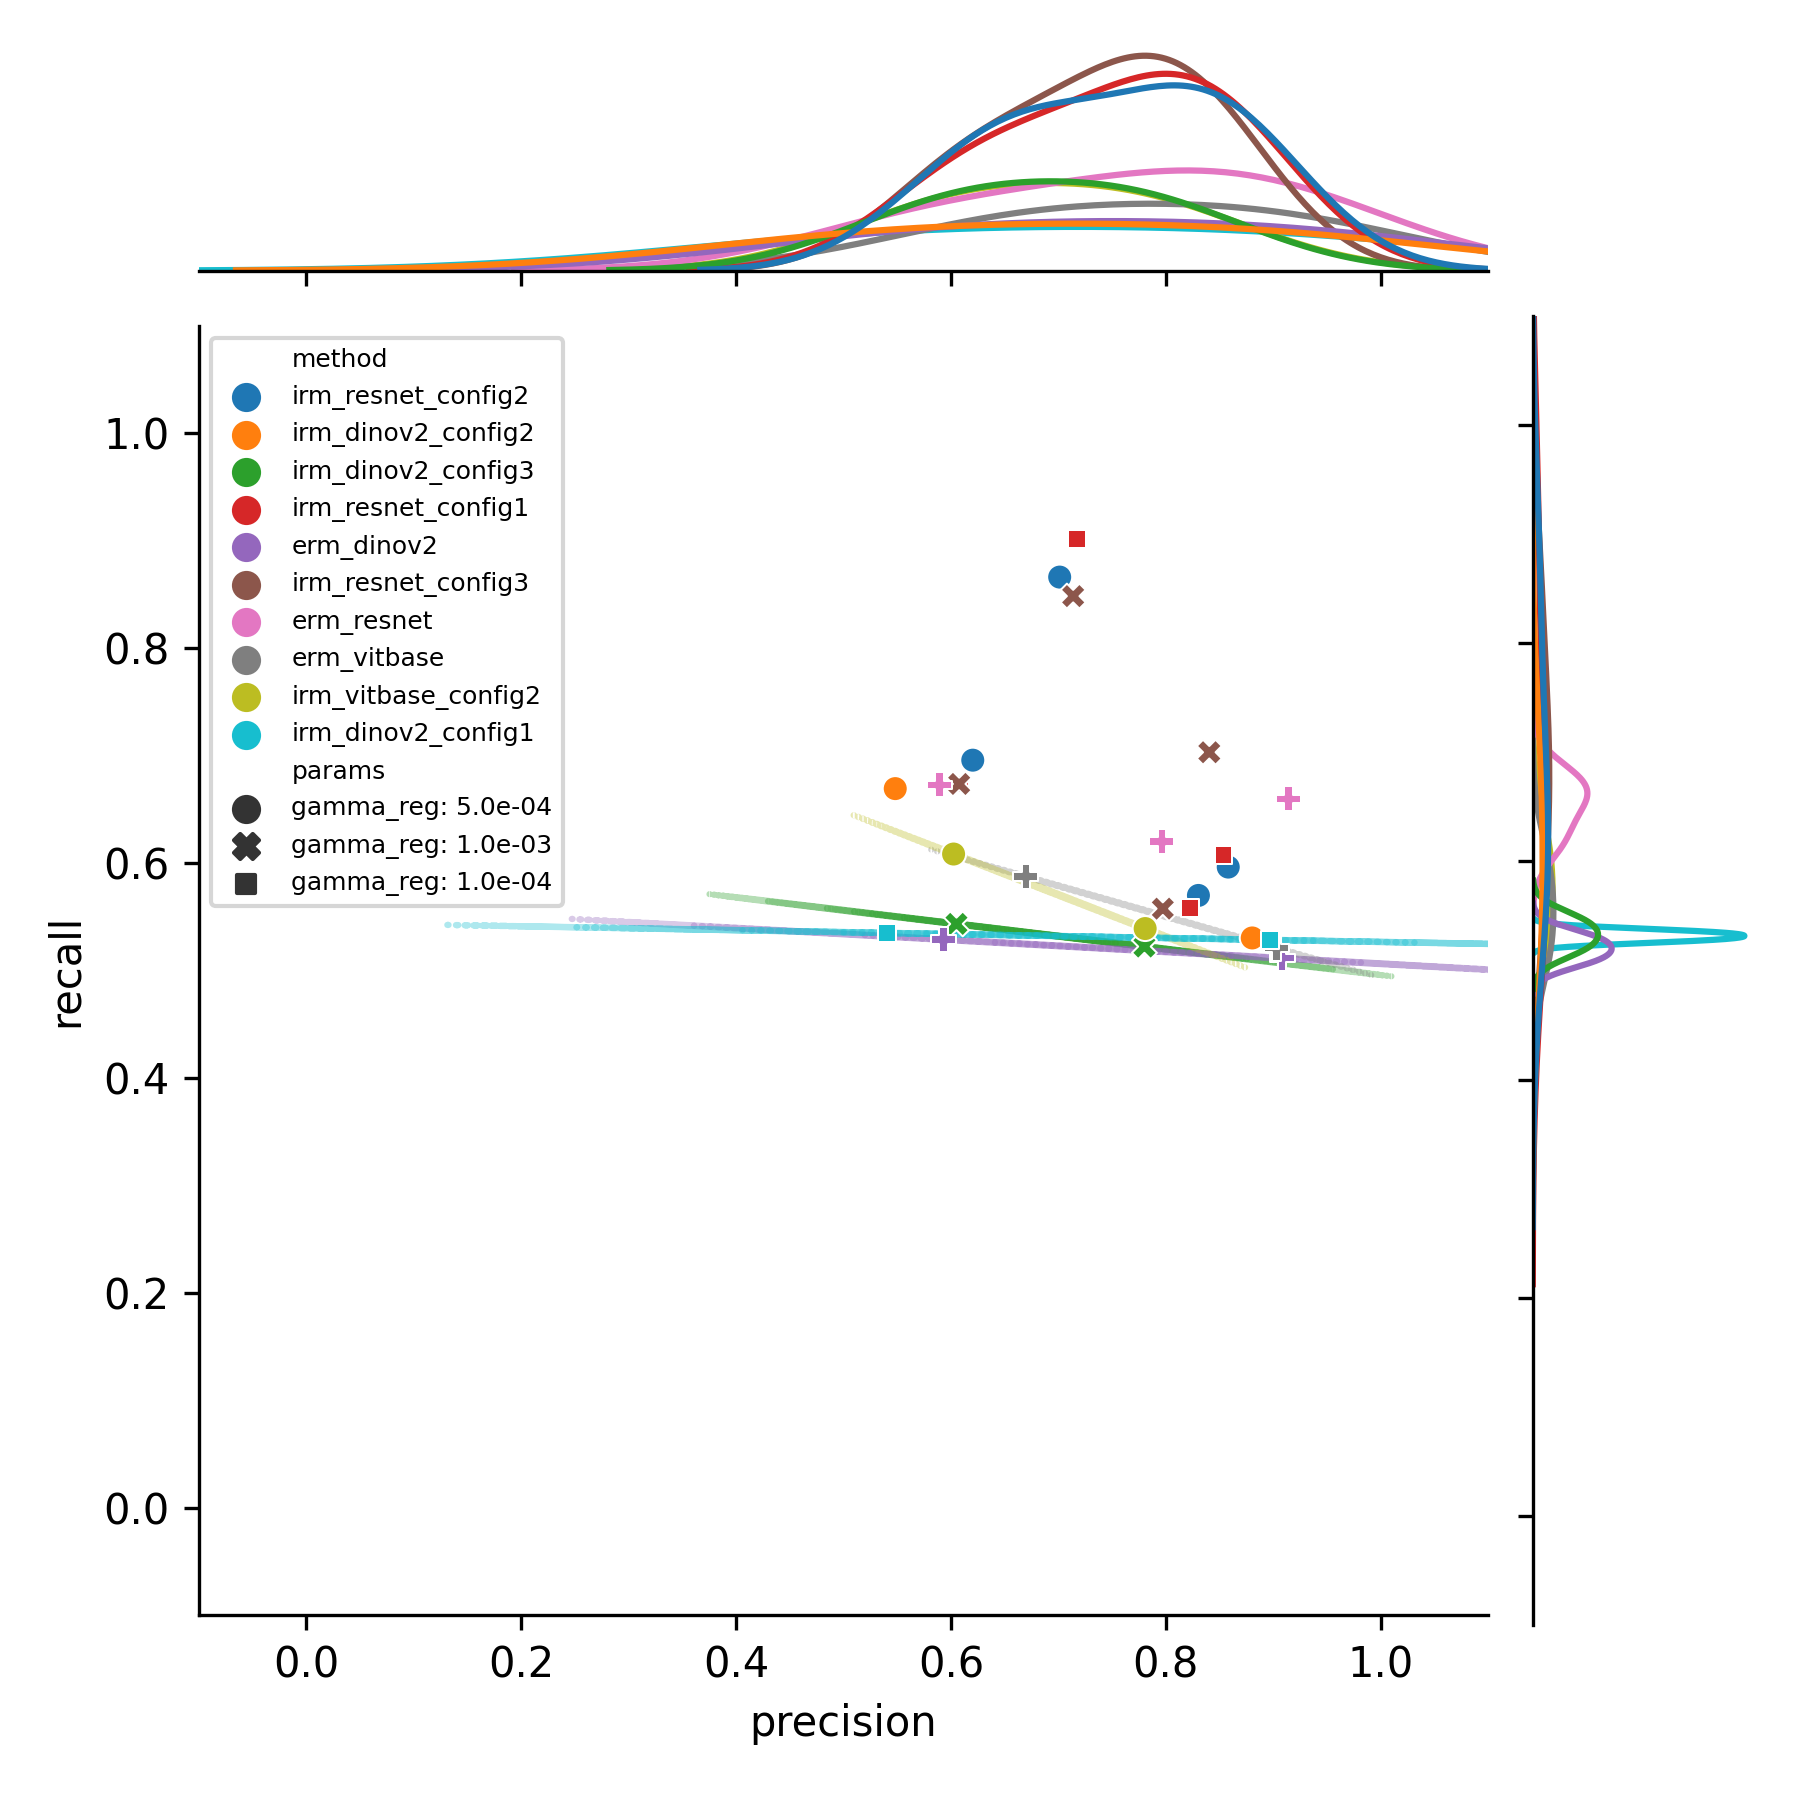 method
irm_resnet_config2
irm_dinov2_config2
irm_dinov2_config3
irm_resnet_config1
erm_dinov2
irm_resnet_config3
erm_resnet
erm_vitbase
irm_vitbase_config2
irm_dinov2_config1
params
gamma_reg: 5.0e-04
gamma_reg: 1.0e-03
gamma_reg: 1.0e-04
1.0
0.8
0.6
0.4
0.2
0.0
recall
0.0 0.2 0.4 0.6 0.8 1.0
precision